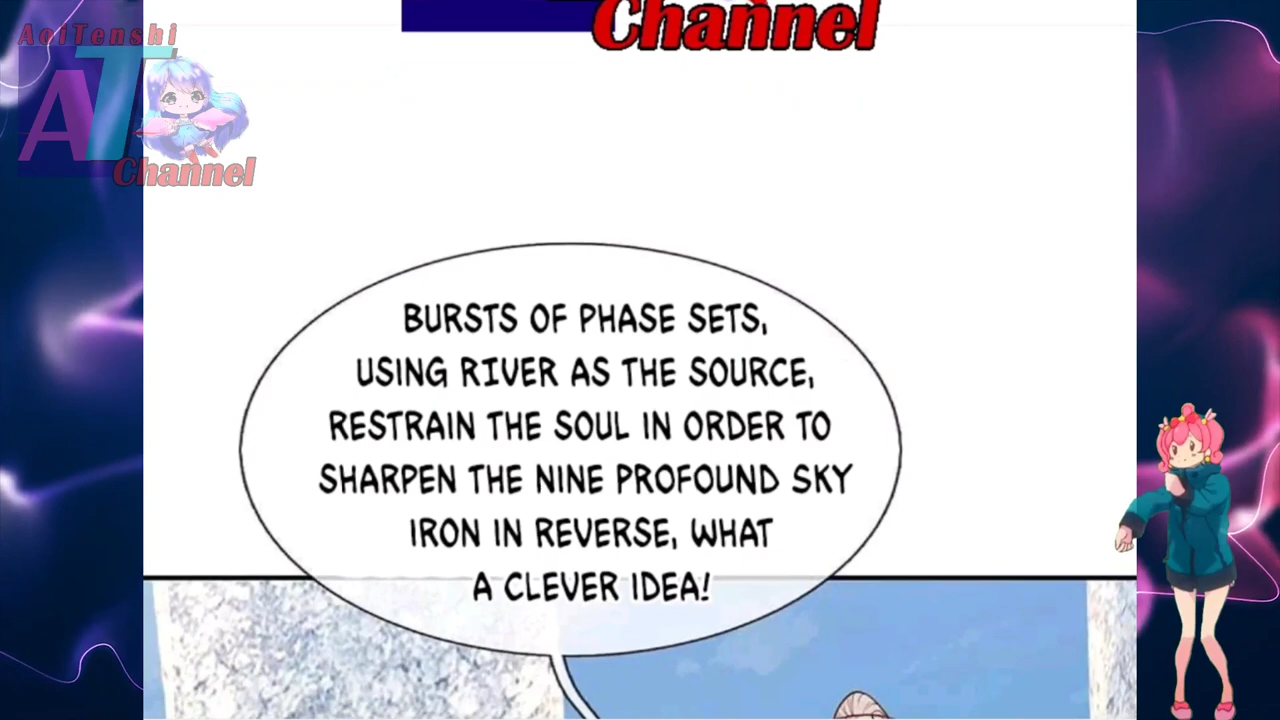 Channel
AoiTenshi
AT
Channel
BURSTS OF PHASE SETS,
USING RIVER AS THE SOURCE,
RESTRAIN THE SOUL IN ORDER TO
SHARPEN THE NINE PROFOUND SKY
IRON IN REVERSE, WHAT
A CLEVER IDEA!